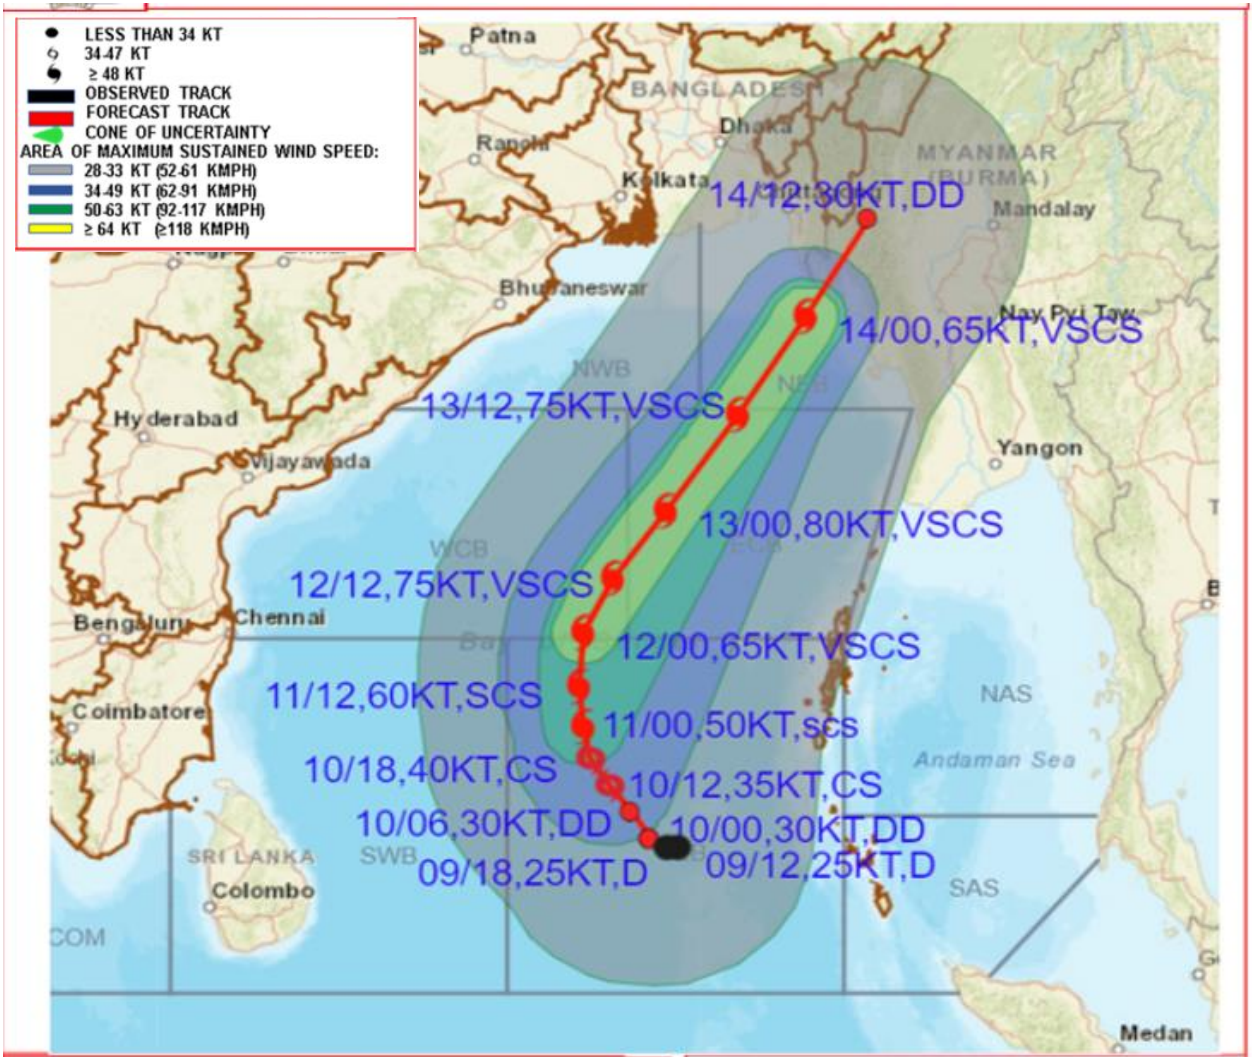 LESS THAN 34 KT
34-47 KT
≥ 48 KT
OBSERVED TRACK
FORECAST TRACK
CONE OF UNCERTAINTY
AREA OF MAXIMUM SUSTAINED WIND SPEED:
28-33 KT (52-61 KMPH)
34-49 KT (62-91 KMPH)
50-63 KT (92-117 KMPH)
≥ 64 KT (≥118 KMPH)
Patna
BANGLADESH
Dhaka
Ranchi
MYANMAR
(BURMA)
Kolkata
14/12,30KT,DD
Mandalay
Bhubaneswar
Nay Pyi Taw
14/00,65KT,VSCS
NWB
NEB
13/12,75KT,VSCS
Hyderabad
Yangon
Vijayawada
13/00,80KT,VSCS
WCB
ECB
12/12,75KT,VSCS
Bengaluru
Chennai
12/00,65KT,VSCS
11/12,60KT,SCS
NAS
Coimbatore
11/00,50KT,scs
Andaman Sea
10/18,40KT,CS
10/12,35KT,CS
10/06,30KT,DD
10/00,30KT,DD
SRI LANKA
SWB
09/18,25KT,D
09/12,25KT,D
Colombo
SAS
COM
Medan